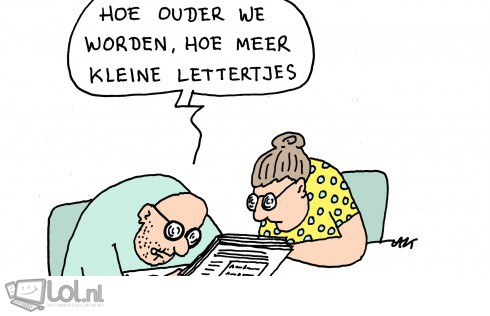 HOE OUDER WE
WORDEN, HOE MEER
KLEINE LETTERTJES
LOL.nl